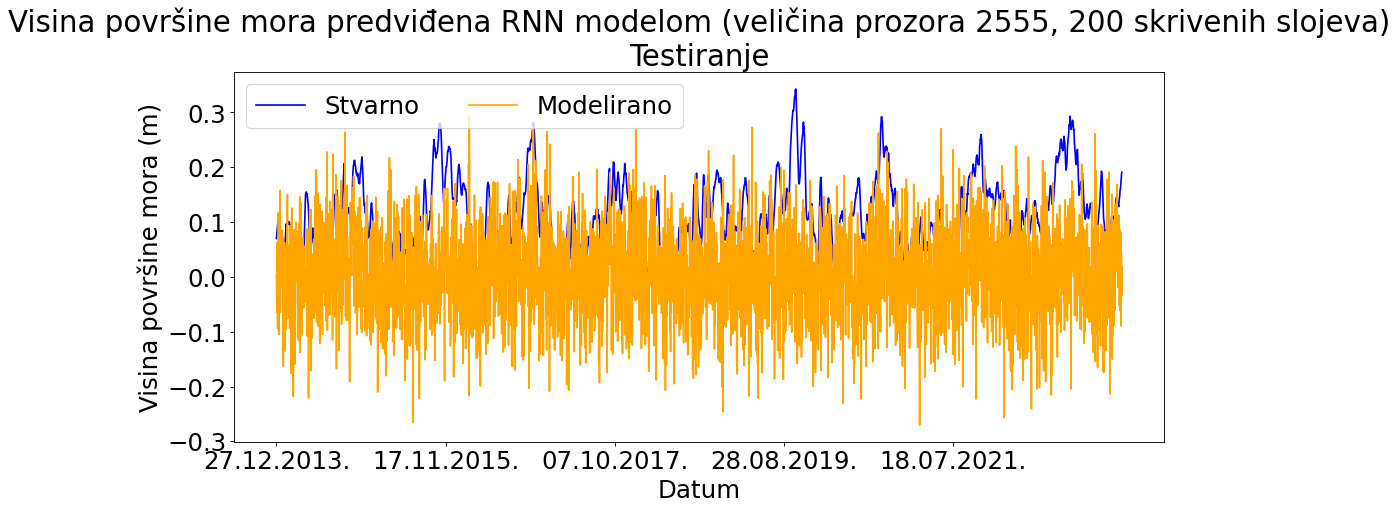 Visina površine mora predviđena RNN modelom (veličina prozora 2555, 200 skrivenih slojeva)
Testiranje
Stvarno Modelirano
Visina površine mora (m)
0.3
0.2
0.1
0.0
−0.1
−0.2
−0.3
27.12.2013. 17.11.2015. 07.10.2017. 28.08.2019. 18.07.2021.
Datum